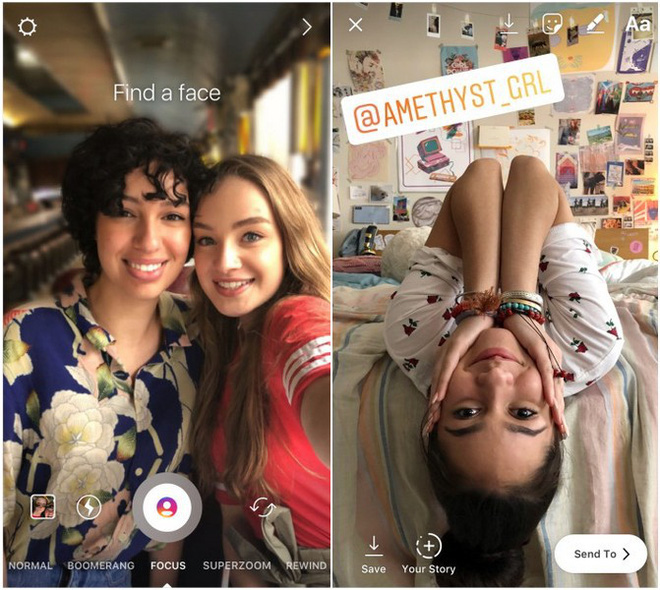 Find a face
NORMAL BOOMERANG FOCUS SUPERZOOM REWIND
Aa
@AMETHYST_GRL
Save
Your Story
Send To